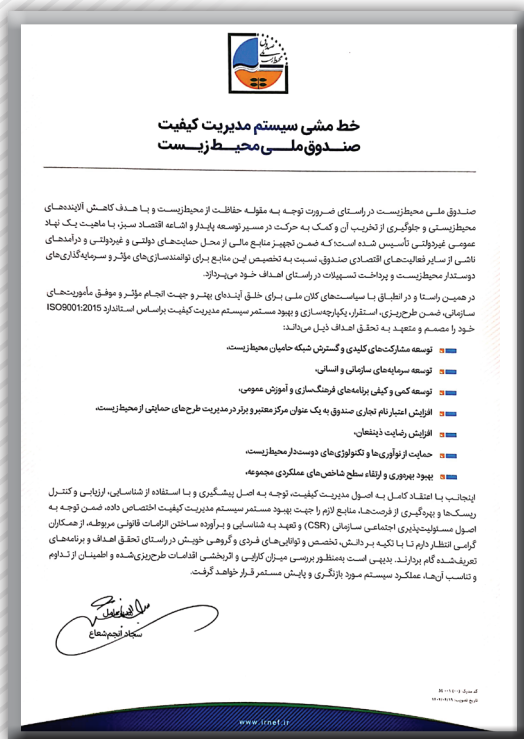 خط مشی سیستم مدیریت کیفیت
صنـدوق ملـی محیـط زیـست
صندوق ملی محیط‌زیست در راستای ضرورت توجه به مقوله حفاظت از محیط‌زیست و با هدف کاهش آلاینده‌های
محیط‌زیستی و جلوگیری از تخریب آن و کمک به حرکت در مسیر توسعه پایدار و اشاعه اقتصاد سبز، با ماهیت یک نهاد
عمومی غیردولتی تأسیس شده است؛ که ضمن تجهیز منابع مالی از محل حمایت‌های دولتی و غیردولتی و درآمدهای
ناشی از سایر فعالیت‌های اقتصادی صندوق، نسبت به تخصیص این منابع برای توانمندسازی‌های مؤثر و سرمایه‌گذاری‌های
دوستدار محیط‌زیست و پرداخت تسهیلات در راستای اهداف خود می‌پردازد.
در همین راستا و در انطباق با سیاست‌های کلان ملی برای خلق آینده‌ای بهتر و جهت انجام مؤثر و موفق مأموریت‌های
سازمانی، ضمن طرح‌ریزی، استقرار، یکپارچه‌سازی و بهبود مستمر سیستم مدیریت کیفیت براساس استاندارد ISO9001:2015
خود را مصمم و متعهد به تحقق اهداف ذیل می‌داند:
توسعه مشارکت‌های کلیدی و گسترش شبکه حامیان محیط‌زیست،
توسعه سرمایه‌های سازمانی و انسانی،
توسعه کمی و کیفی برنامه‌های فرهنگ‌سازی و آموزش عمومی،
افزایش اعتبار نام تجاری صندوق به یک عنوان مرکز معتبر و برتر در مدیریت طرح‌های حمایتی از محیط‌زیست،
افزایش رضایت ذینفعان،
حمایت از نوآوری‌ها و تکنولوژی‌های دوست‌دار محیط‌زیست،
بهبود بهره‌وری و ارتقاء سطح شاخص‌های عملکردی مجموعه،
اینجانب با اعتقاد کامل به اصول مدیریت کیفیت، توجه به اصل پیشگیری و با استفاده از شناسایی، ارزیابی و کنترل
ریسک‌ها و بهره‌گیری از فرصت‌ها، منابع لازم را جهت بهبود مستمر سیستم مدیریت کیفیت اختصاص داده، ضمن توجه به
اصول مسئولیت‌پذیری اجتماعی سازمانی (CSR) و تعهد به شناسایی و برآورده ساختن الزامات قانونی مربوطه، از همکاران
گرامی انتظار دارم تا با تکیه بر دانش، تخصص و توانایی‌های فردی و گروهی خویش در راستای تحقق اهداف و برنامه‌های
تعریف‌شده گام بردارند. بدیهی است به‌منظور بررسی میزان کارایی و اثربخشی اقدامات طرح‌ریزی‌شده و اطمینان از تداوم
و تناسب آن‌ها، عملکرد سیستم مورد بازنگری و پایش مستمر قرار خواهد گرفت.
سجاد انجم‌شعاع
کد مدرک
تاریخ تصویب:
www.irnef.ir